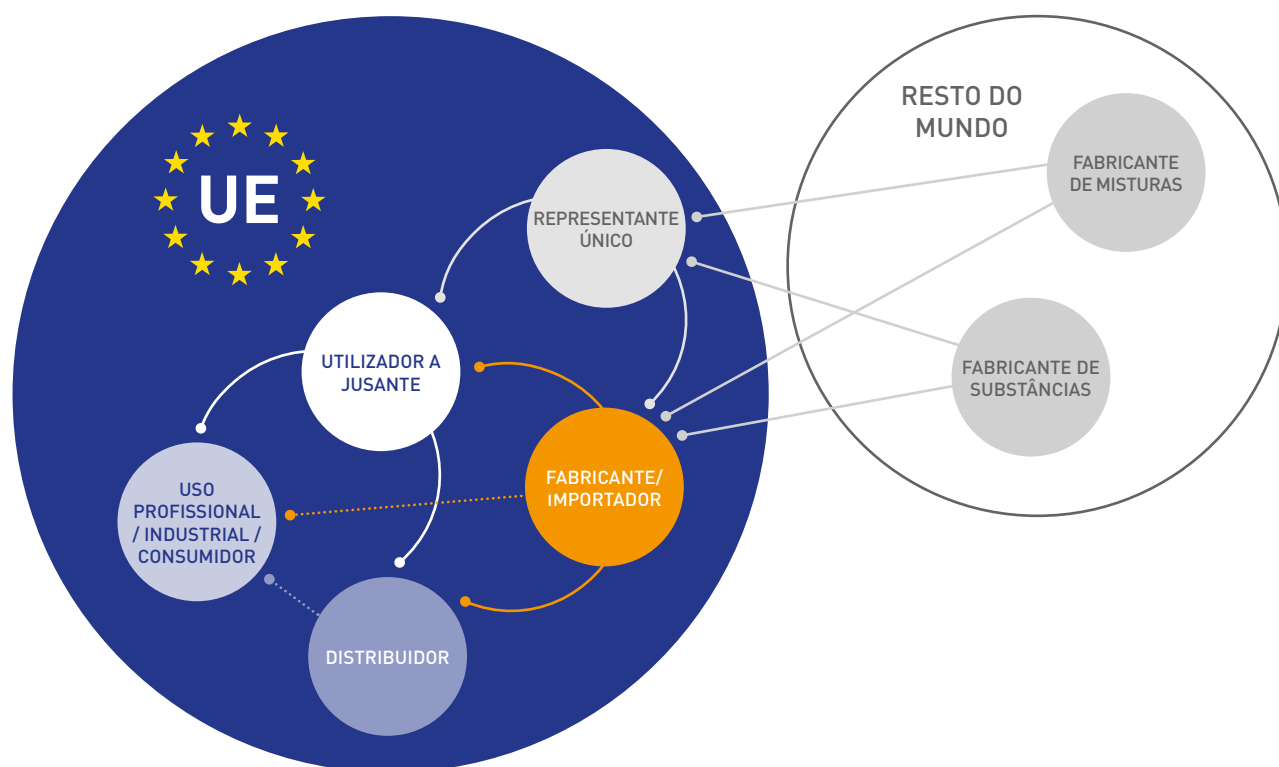 UE
RESTO DO
MUNDO
FABRICANTE
DE MISTURAS
REPRESENTANTE
ÚNICO
UTILIZADOR A
JUSANTE
FABRICANTE DE
SUBSTÂNCIAS
FABRICANTE/
IMPORTADOR
USO
PROFISSIONAL
/ INDUSTRIAL /
CONSUMIDOR
DISTRIBUIDOR